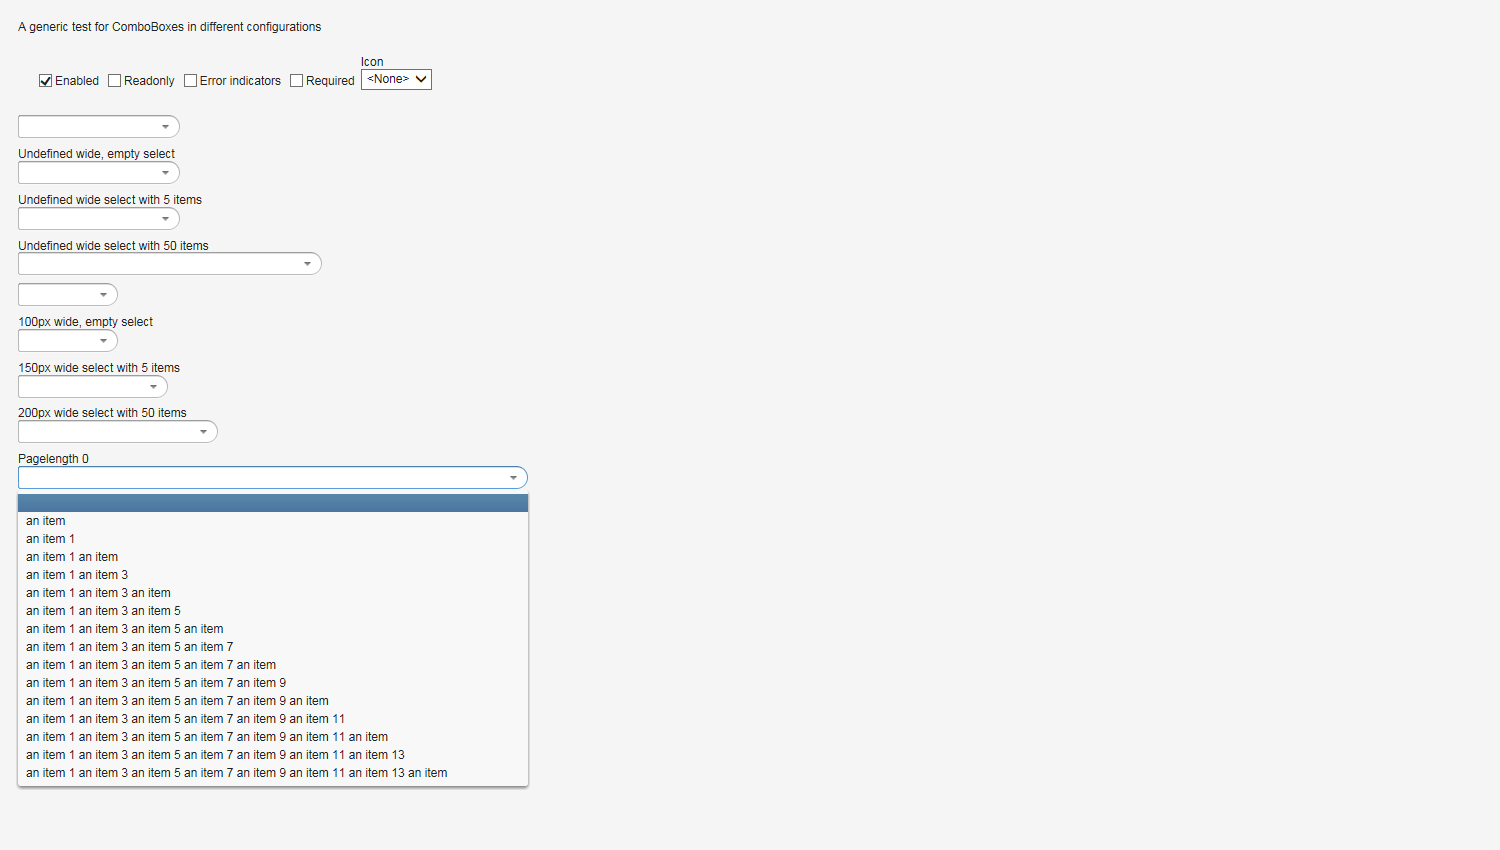 A generic test for ComboBoxes in different configurations
Icon
Enabled Readonly Error indicators Required <None>
Undefined wide, empty select
Undefined wide select with 5 items
Undefined wide select with 50 items
100px wide, empty select
150px wide select with 5 items
200px wide select with 50 items
Pagelength 0
an item
an item 1
an item 1 an item
an item 1 an item 3
an item 1 an item 3 an item
an item 1 an item 3 an item 5
an item 1 an item 3 an item 5 an item
an item 1 an item 3 an item 5 an item 7
an item 1 an item 3 an item 5 an item 7 an item
an item 1 an item 3 an item 5 an item 7 an item 9
an item 1 an item 3 an item 5 an item 7 an item 9 an item
an item 1 an item 3 an item 5 an item 7 an item 9 an item 11
an item 1 an item 3 an item 5 an item 7 an item 9 an item 11 an item
an item 1 an item 3 an item 5 an item 7 an item 9 an item 11 an item 13
an item 1 an item 3 an item 5 an item 7 an item 9 an item 11 an item 13 an item